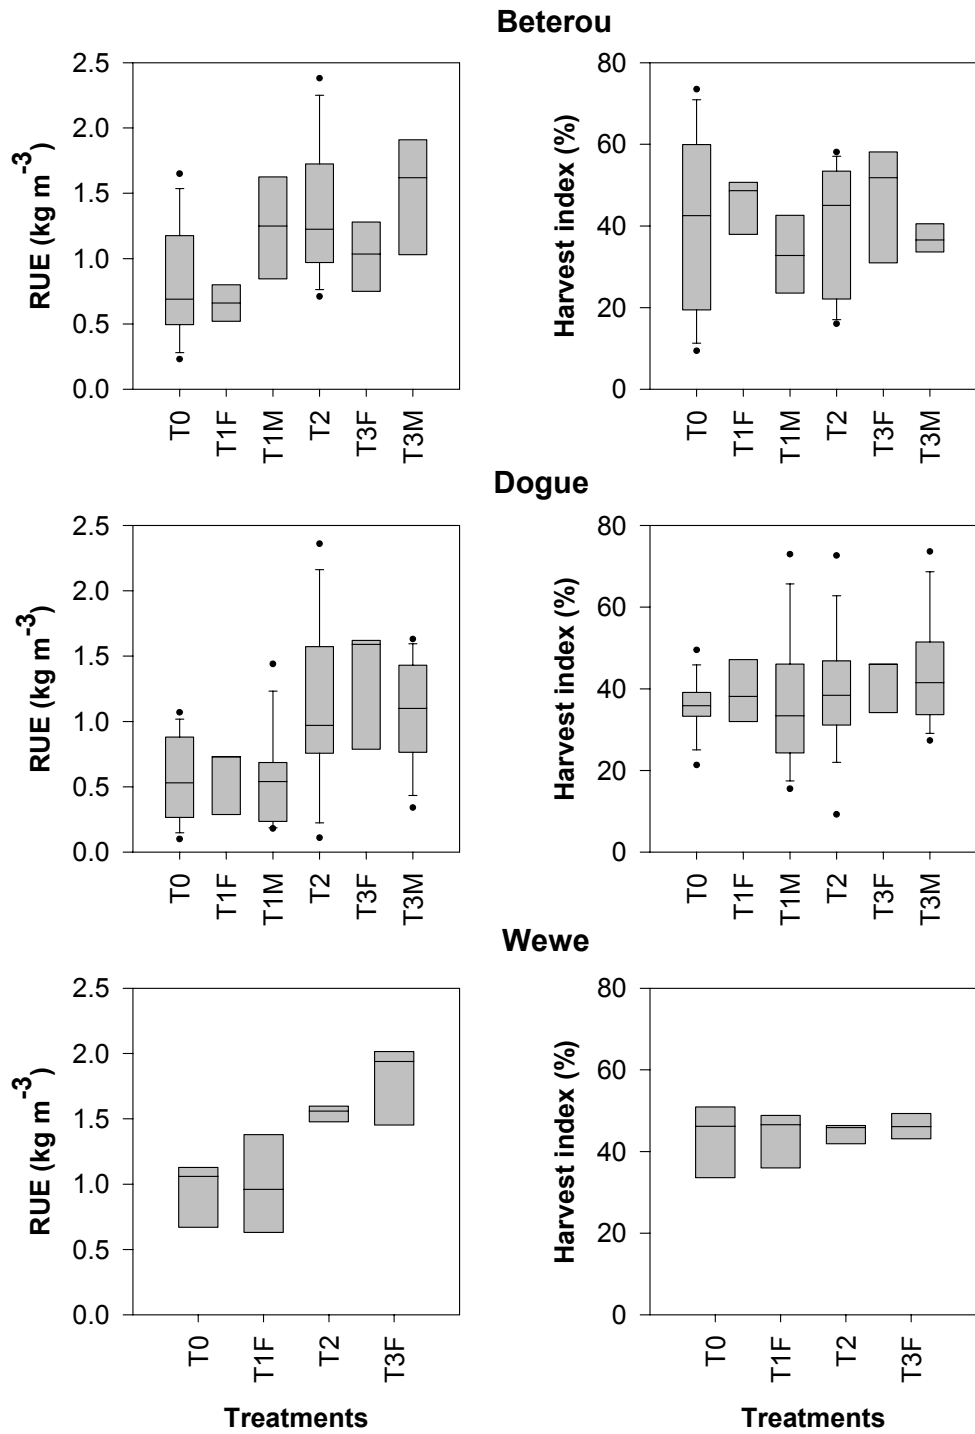 Beterou
RUE (kg m⁻³)
2.5
2.0
1.5
1.0
0.5
0.0
T0 T1F T1M T2 T3F T3M
Harvest index (%)
80
60
40
20
0
T0 T1F T1M T2 T3F T3M
Dogue
RUE (kg m⁻³)
2.5
2.0
1.5
1.0
0.5
0.0
T0 T1F T1M T2 T3F T3M
Harvest index (%)
80
60
40
20
0
T0 T1F T1M T2 T3F T3M
Wewe
RUE (kg m⁻³)
2.5
2.0
1.5
1.0
0.5
0.0
T0 T1F T2 T3F
Treatments
Harvest index (%)
80
60
40
20
0
T0 T1F T2 T3F
Treatments